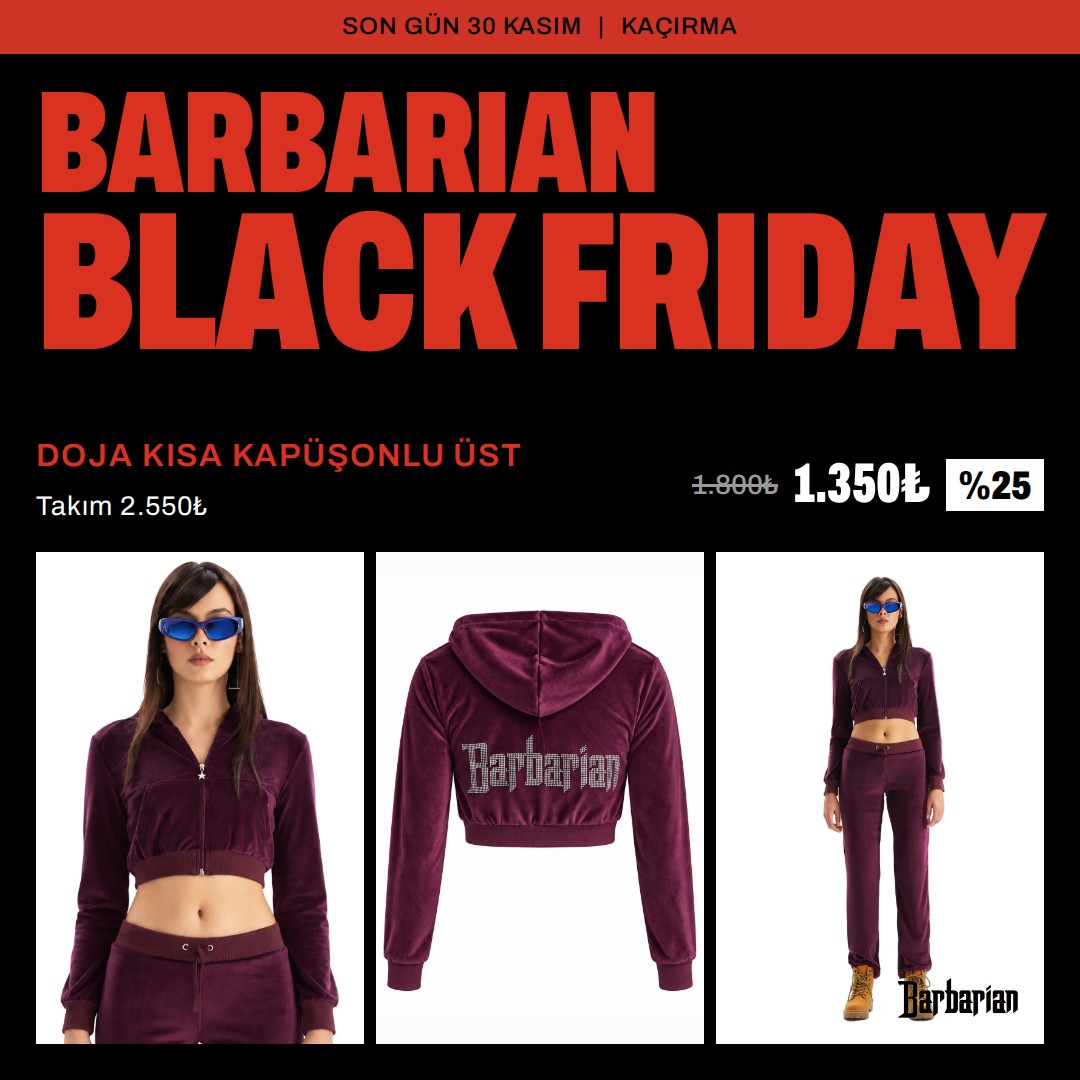 SON GÜN 30 KASIM | KAÇIRMA
BARBARIAN
BLACK FRIDAY
DOJA KISA KAPÜŞONLU ÜST
Takım 2.550₺
1.800₺ 1.350₺ %25
Barbarian
Barbarian